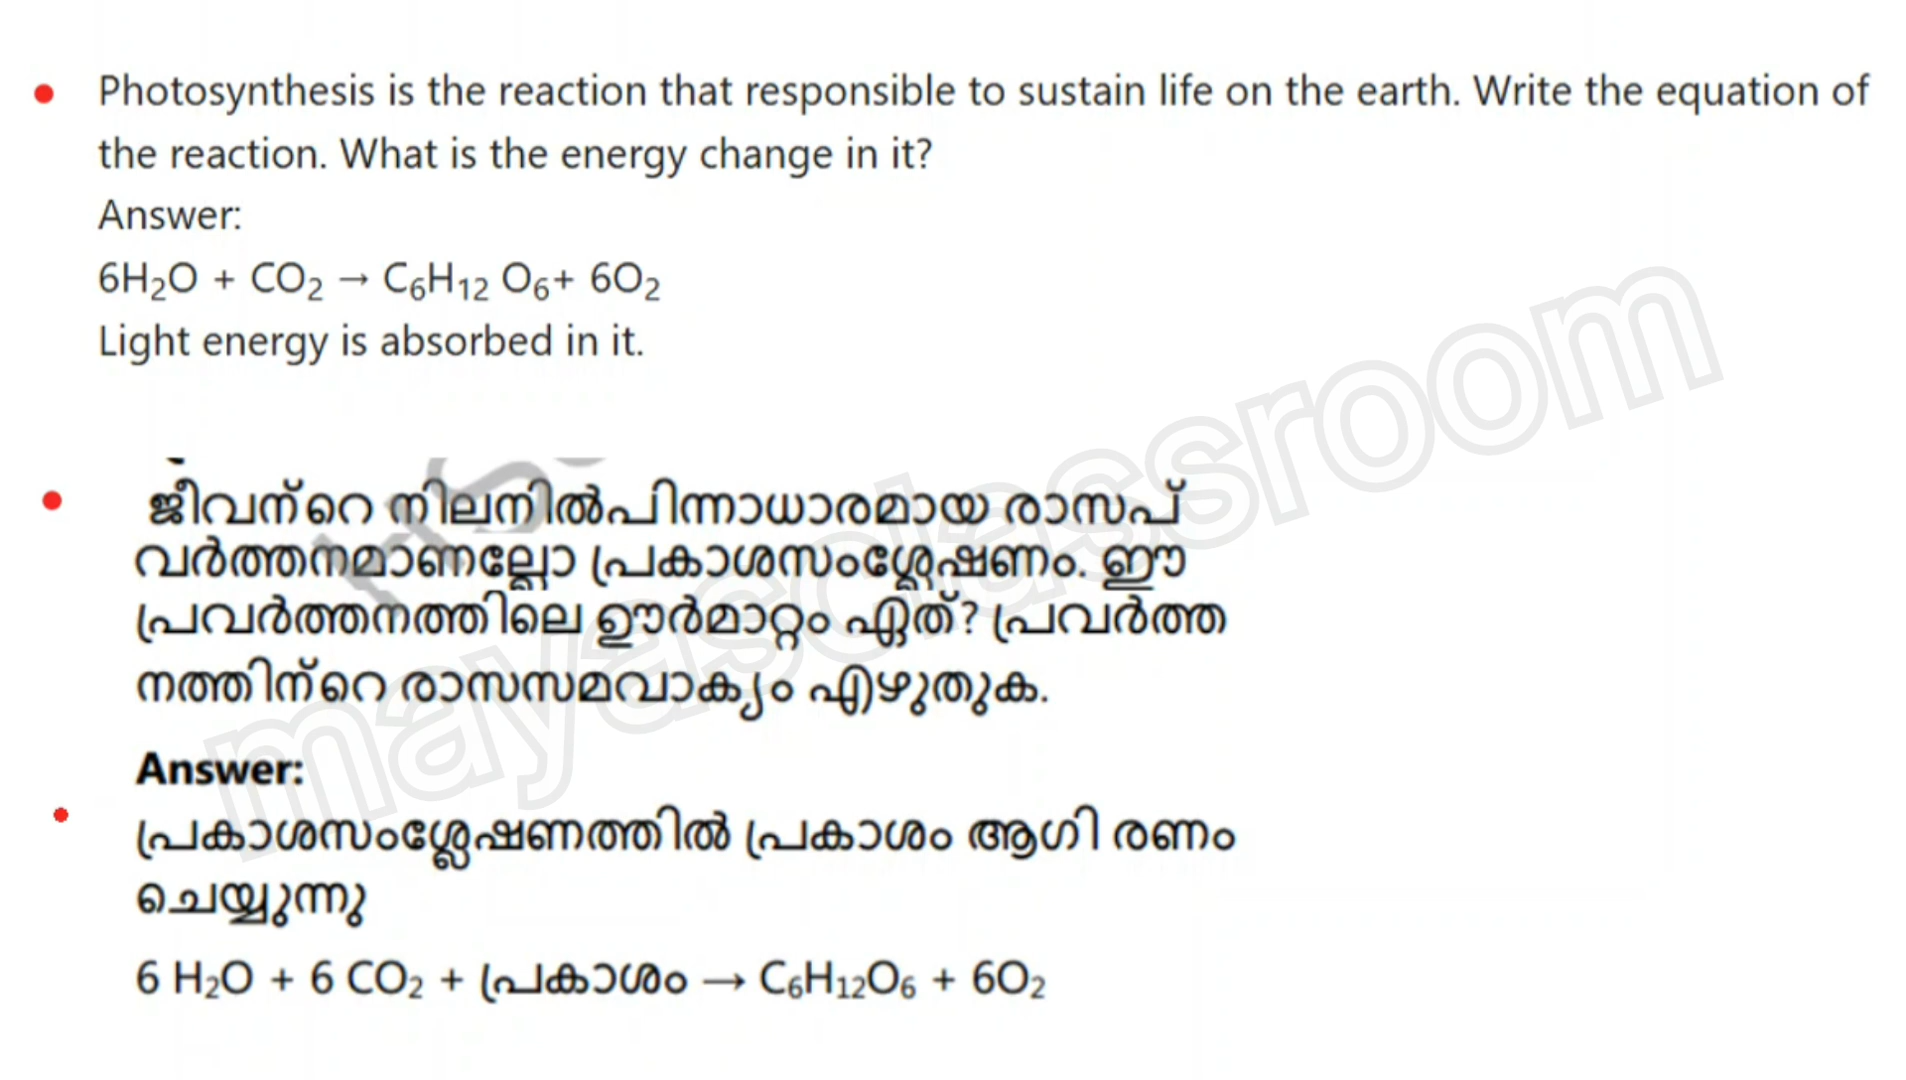 Photosynthesis is the reaction that responsible to sustain life on the earth. Write the equation of
the reaction. What is the energy change in it?
Answer:
6H₂O + CO₂ → C₆H₁₂ O₆+ 6O₂
Light energy is absorbed in it.
ജീവന്റെ നിലനിൽപിന്നാധാരമായ രാസപ്
വർത്തനമാണല്ലോ പ്രകാശസംശ്ലേഷണം. ഈ
പ്രവർത്തനത്തിലെ ഊർമാറ്റം ഏത്? പ്രവർത്ത
നത്തിന്റെ രാസസമവാക്യം എഴുതുക.
Answer:
പ്രകാശസംശ്ലേഷണത്തിൽ പ്രകാശം ആഗി രണം
ചെയ്യുന്നു
6 H₂O + 6 CO₂ + പ്രകാശം → C₆H₁₂O₆ + 6O₂
mayasclassroom